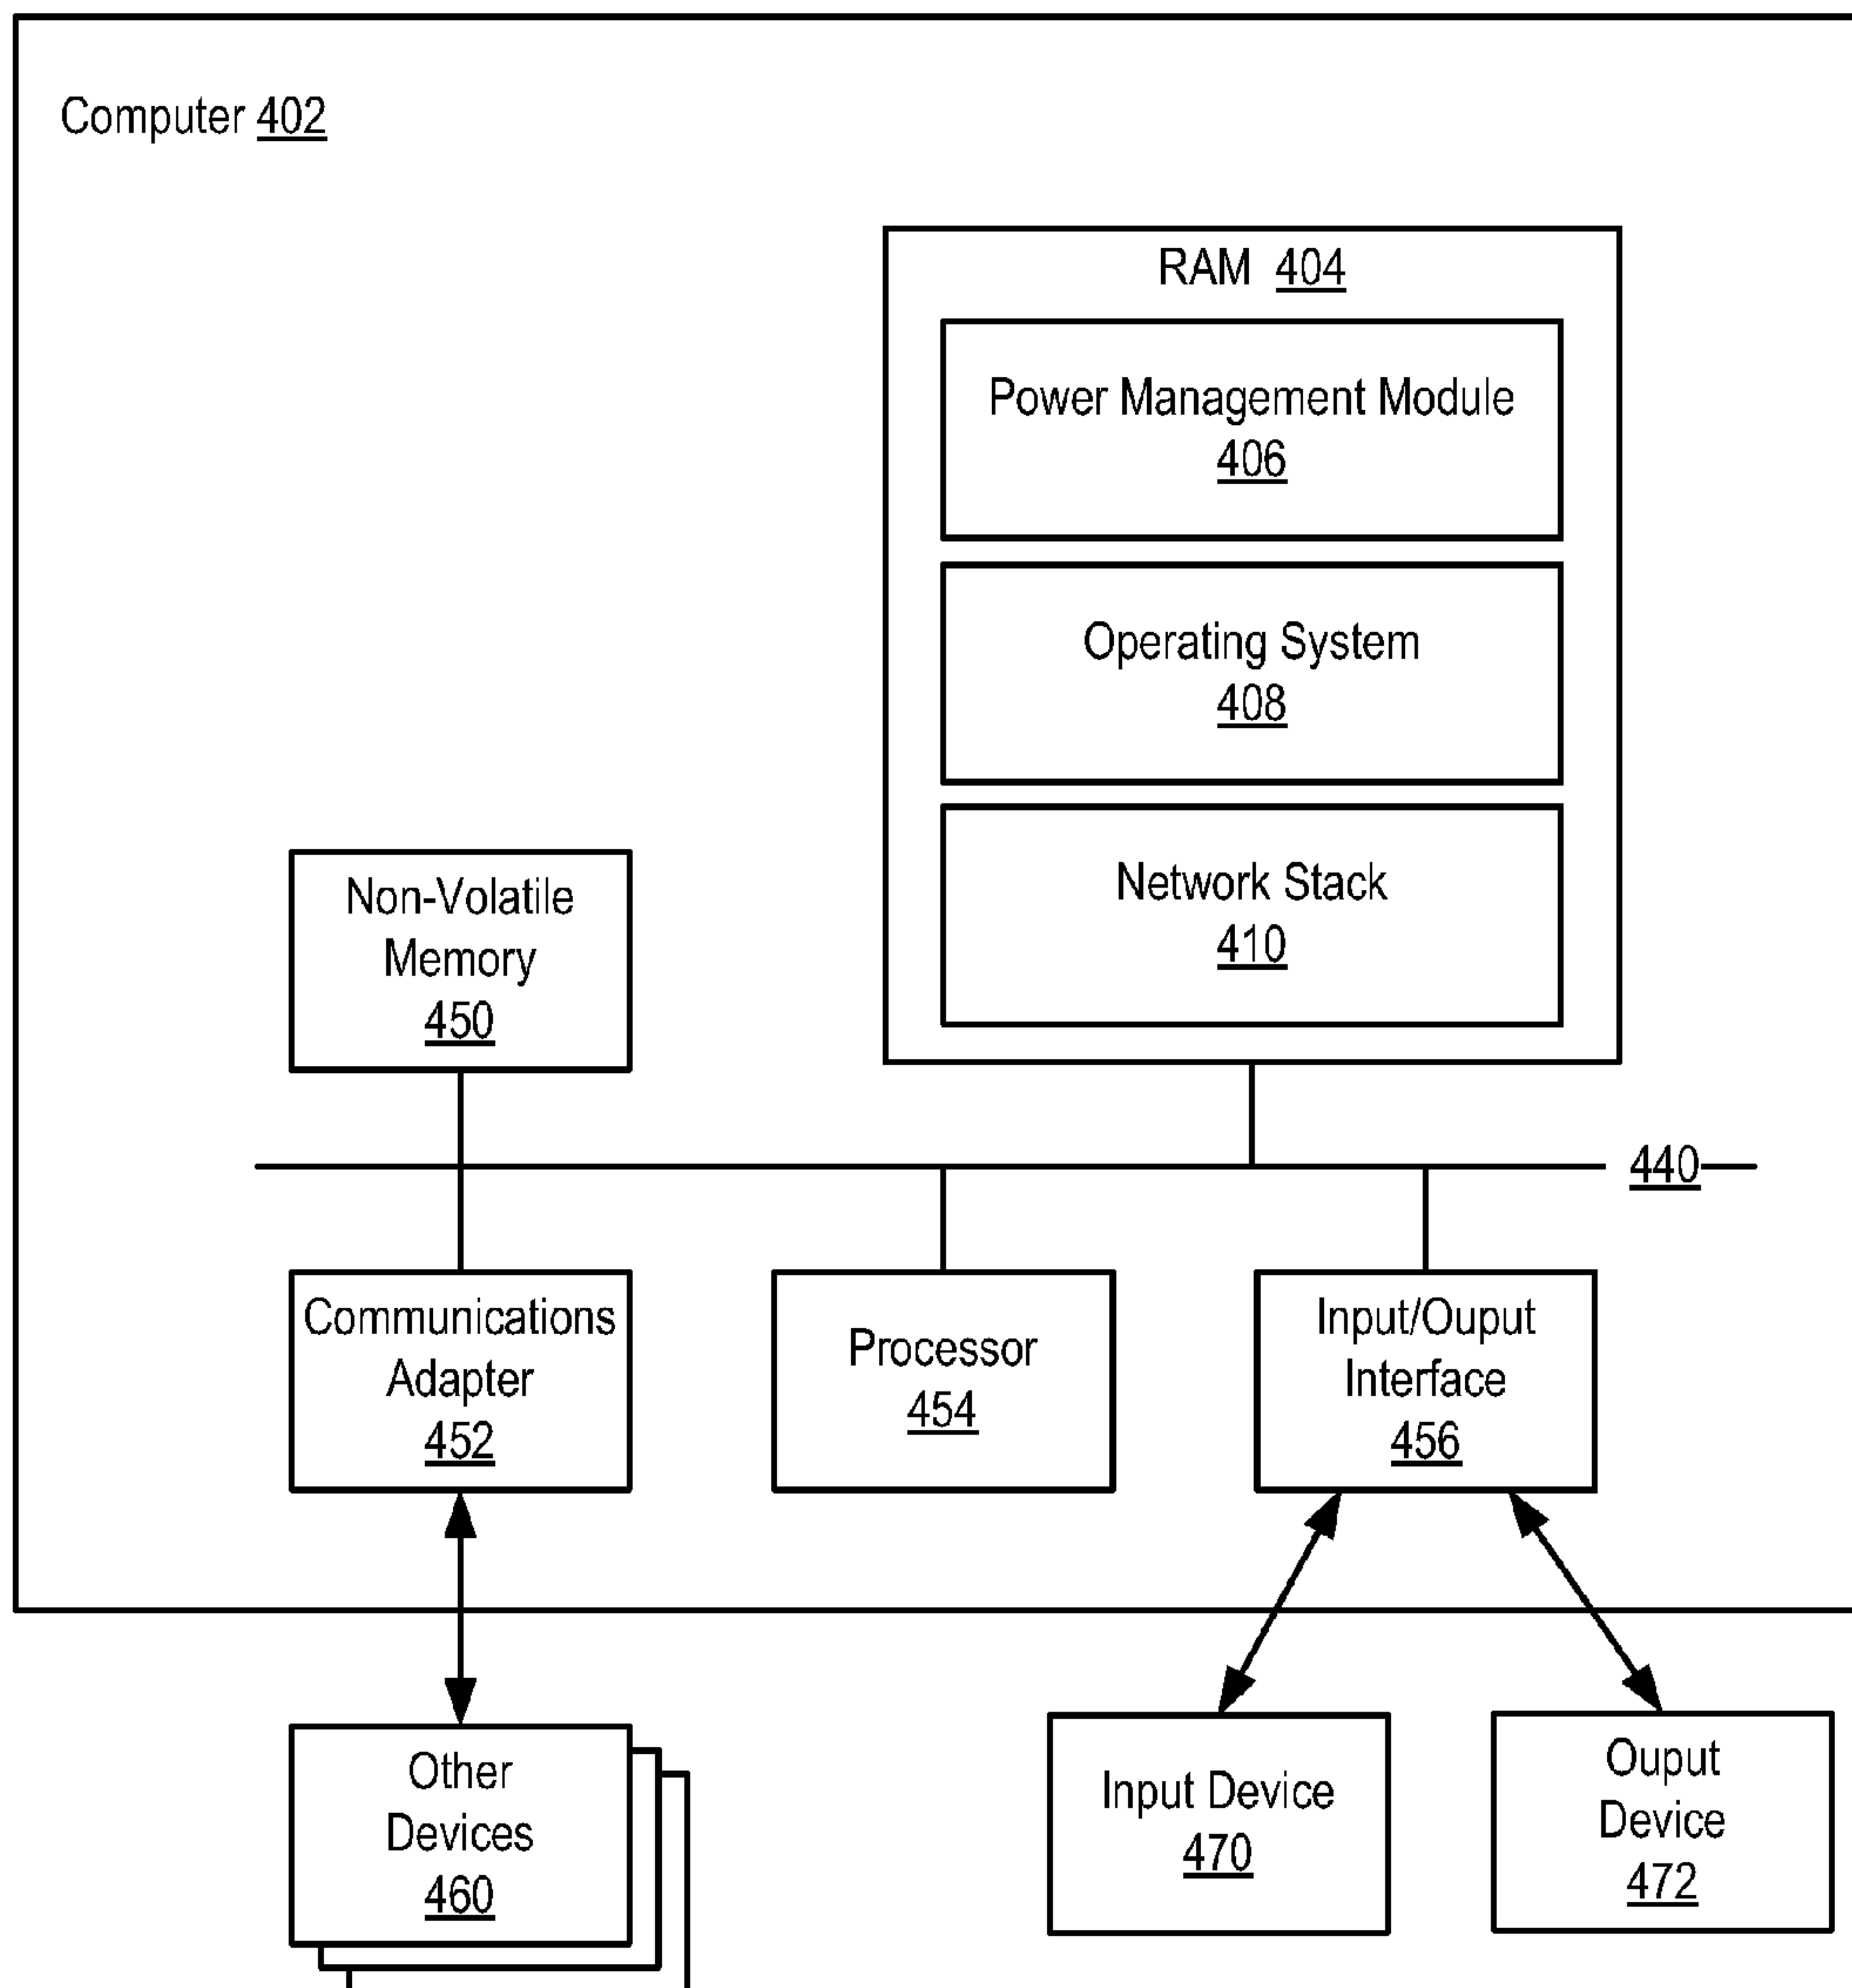 Computer 402
RAM 404
Power Management Module
406
Operating System
408
Network Stack
410
Non-Volatile
Memory
450
440
Communications
Adapter
452
Processor
454
Input/Ouput
Interface
456
Other
Devices
460
Input Device
470
Ouput
Device
472